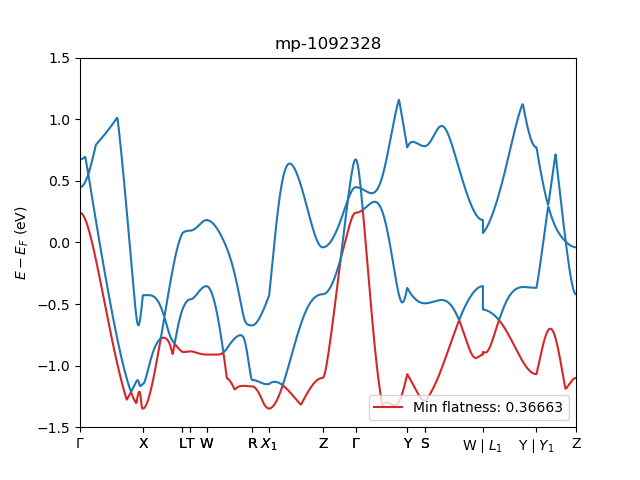 mp-1092328
E − E_F (eV)
1.5
1.0
0.5
0.0
−0.5
−1.0
−1.5
Min flatness: 0.36663
Γ X L T W R X₁ Z Γ Y S W | L₁ Y | Y₁ Z